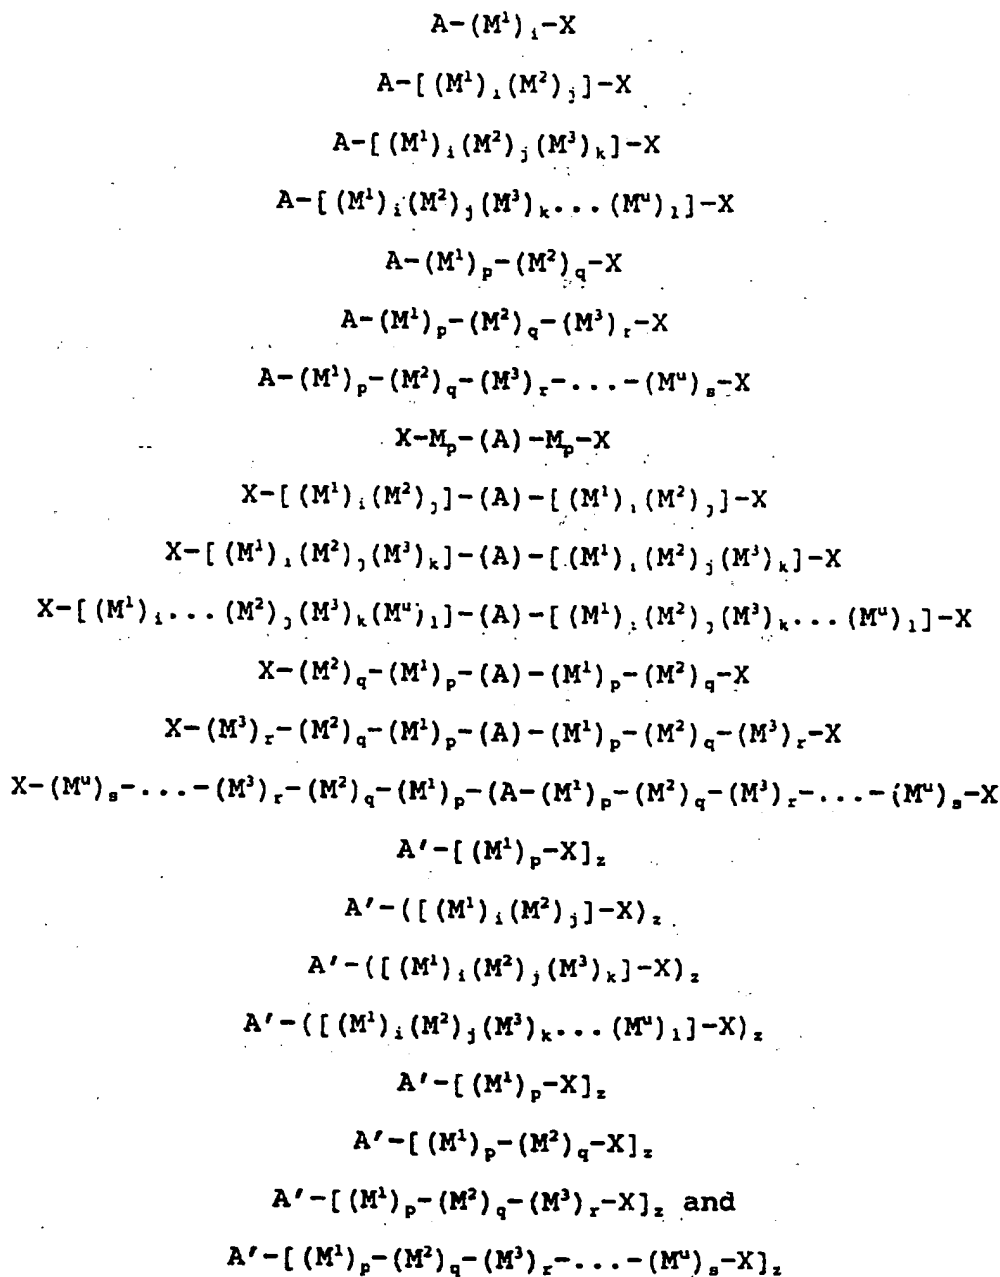 A-(M¹)ᵢ-X
A-[(M¹)ᵢ(M²)ⱼ]-X
A-[(M¹)ᵢ(M²)ⱼ(M³)ₖ]-X
A-[(M¹)ᵢ(M²)ⱼ(M³)ₖ...(Mᵘ)ₗ]-X
A-(M¹)ₚ-(M²)q-X
A-(M¹)ₚ-(M²)q-(M³)ᵣ-X
A-(M¹)ₚ-(M²)q-(M³)ᵣ-...-(Mᵘ)ₛ-X
X-Mₚ-(A)-Mₚ-X
X-[(M¹)ᵢ(M²)ⱼ]-(A)-[(M¹)ᵢ(M²)ⱼ]-X
X-[(M¹)ᵢ(M²)ⱼ(M³)ₖ]-(A)-[(M¹)ᵢ(M²)ⱼ(M³)ₖ]-X
X-[(M¹)ᵢ...(M²)ⱼ(M³)ₖ(Mᵘ)ₗ]-(A)-[(M¹)ᵢ(M²)ⱼ(M³)ₖ...(Mᵘ)ₗ]-X
X-(M²)q-(M¹)ₚ-(A)-(M¹)ₚ-(M²)q-X
X-(M³)ᵣ-(M²)q-(M¹)ₚ-(A)-(M¹)ₚ-(M²)q-(M³)ᵣ-X
X-(Mᵘ)ₛ-...-(M³)ᵣ-(M²)q-(M¹)ₚ-(A-(M¹)ₚ-(M²)q-(M³)ᵣ-...-(Mᵘ)ₛ-X
A′-[(M¹)ₚ-X]z
A′-([(M¹)ᵢ(M²)ⱼ]-X)z
A′-([(M¹)ᵢ(M²)ⱼ(M³)ₖ]-X)z
A′-([(M¹)ᵢ(M²)ⱼ(M³)ₖ...(Mᵘ)ₗ]-X)z
A′-[(M¹)ₚ-X]z
A′-[(M¹)ₚ-(M²)q-X]z
A′-[(M¹)ₚ-(M²)q-(M³)ᵣ-X]z and
A′-[(M¹)ₚ-(M²)q-(M³)ᵣ-...-(Mᵘ)ₛ-X]z